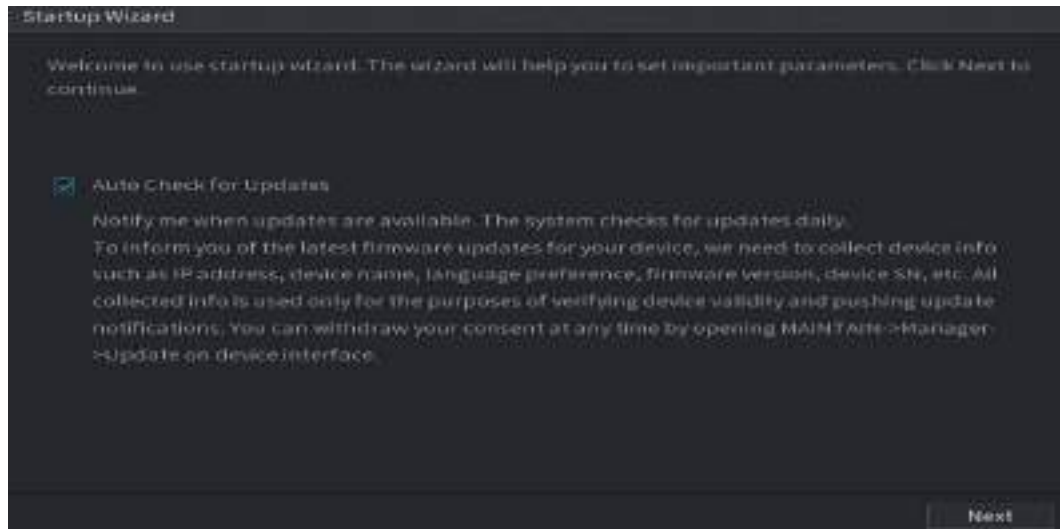 Startup Wizard
Welcome to use startup wizard. The wizard will help you to set important parameters. Click Next to
continue.
Auto Check for Updates
Notify me when updates are available. The system checks for updates daily.
To inform you of the latest firmware updates for your device, we need to collect device info
such as IP address, device name, language preference, firmware version, device SN, etc. All
collected info is used only for the purposes of verifying device validity and pushing update
notifications. You can withdraw your consent at any time by opening MAINTAIN->Manager-
>Update on device interface.
Next